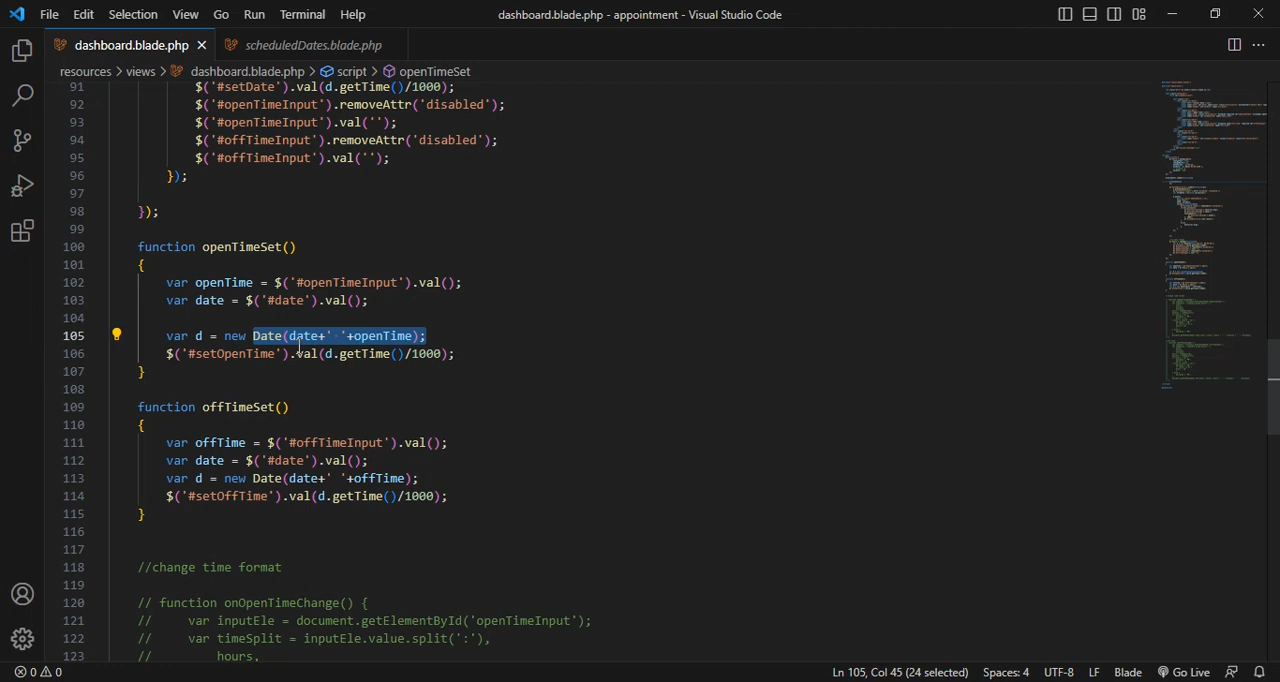 File Edit Selection View Go Run Terminal Help dashboard.blade.php - appointment - Visual Studio Code
dashboard.blade.php scheduledDates.blade.php
resources > views > dashboard.blade.php > script > openTimeSet
91 $('#setDate').val(d.getTime()/1000);
92 $('#openTimeInput').removeAttr('disabled');
93 $('#openTimeInput').val('');
94 $('#offTimeInput').removeAttr('disabled');
95 $('#offTimeInput').val('');
96 });
97
98 });
99
100 function openTimeSet()
101 {
102 var openTime = $('#openTimeInput').val();
103 var date = $('#date').val();
104
105 var d = new Date(date+' '+openTime);
106 $('#setOpenTime').val(d.getTime()/1000);
107 }
108
109 function offTimeSet()
110 {
111 var offTime = $('#offTimeInput').val();
112 var date = $('#date').val();
113 var d = new Date(date+' '+offTime);
114 $('#setOffTime').val(d.getTime()/1000);
115 }
116
117
118 //change time format
119
120 // function onOpenTimeChange() {
121 // var inputEle = document.getElementById('openTimeInput');
122 // var timeSplit = inputEle.value.split(':'),
123 // hours,
0 0 Ln 105, Col 45 (24 selected) Spaces: 4 UTF-8 LF Blade Go Live